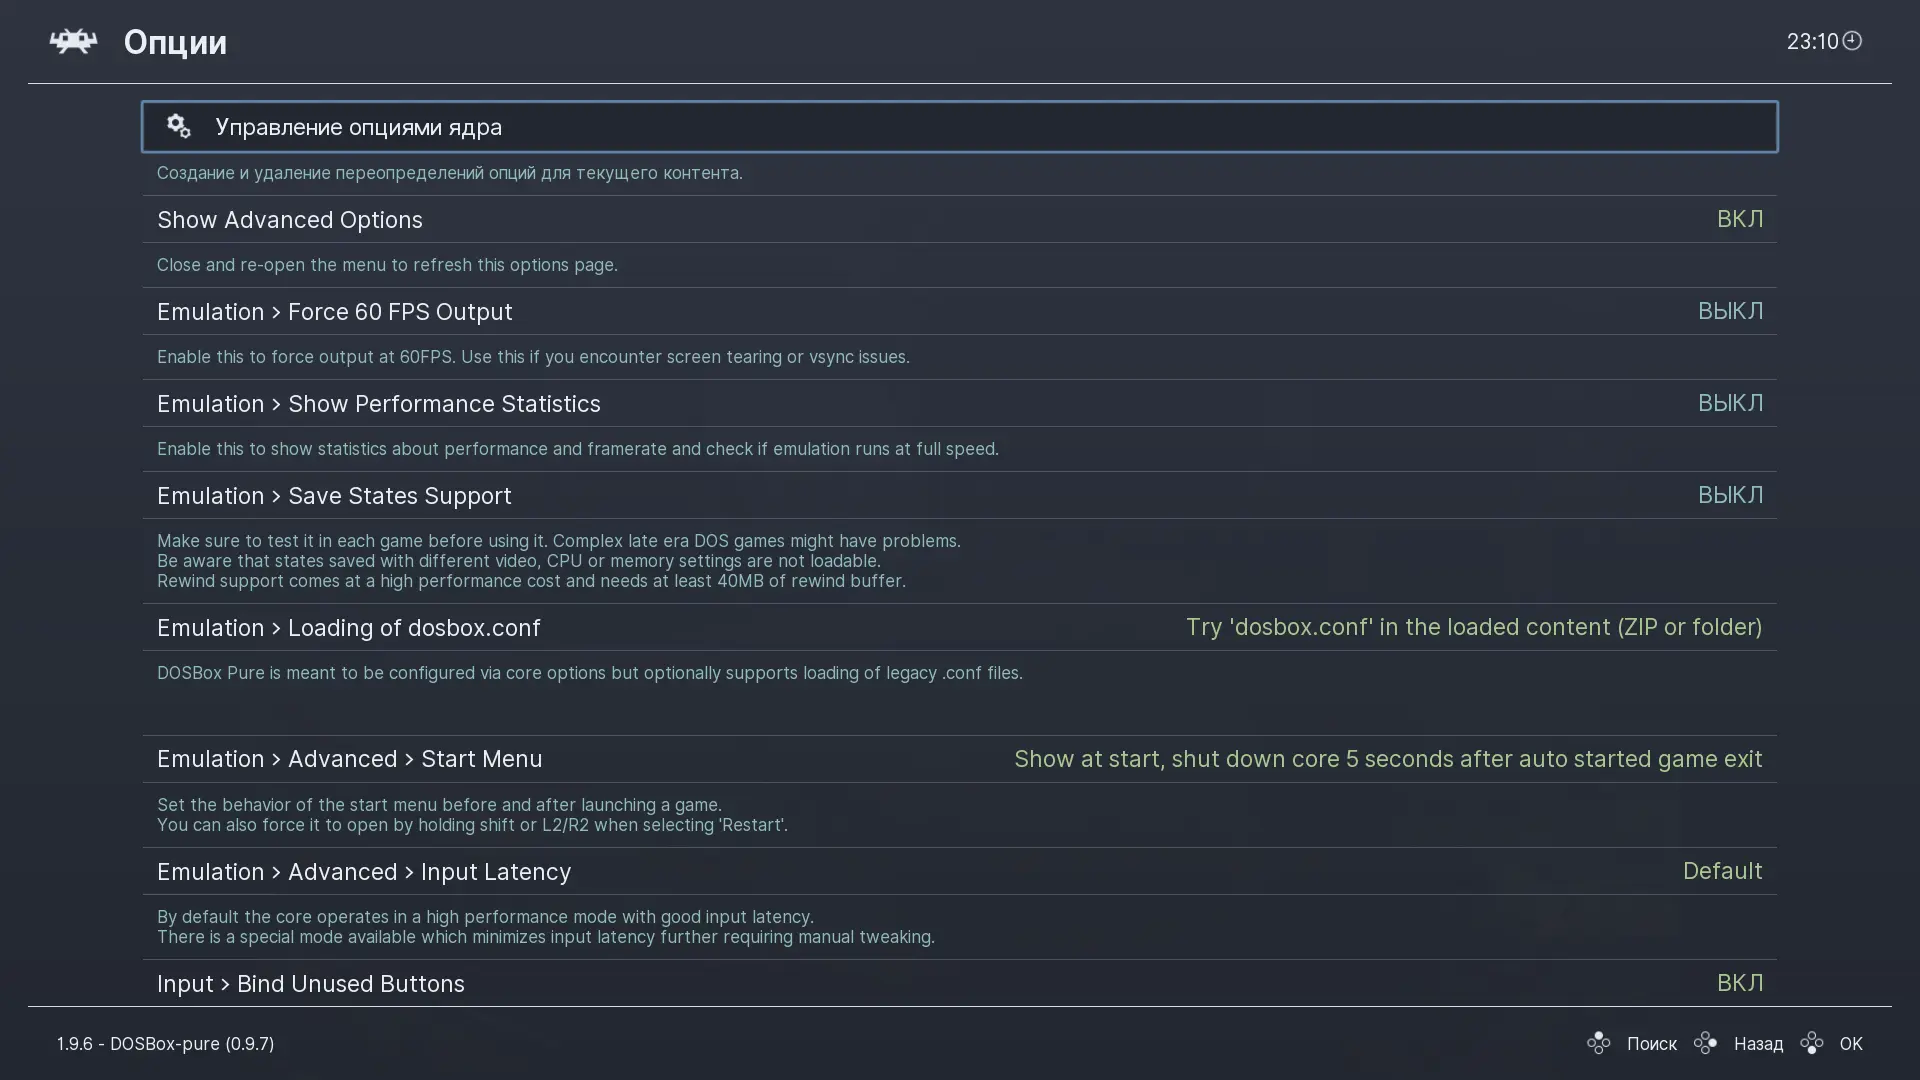 Опции
23:10
Управление опциями ядра
Создание и удаление переопределений опций для текущего контента.
Show Advanced Options ВКЛ
Close and re-open the menu to refresh this options page.
Emulation > Force 60 FPS Output ВЫКЛ
Enable this to force output at 60FPS. Use this if you encounter screen tearing or vsync issues.
Emulation > Show Performance Statistics ВЫКЛ
Enable this to show statistics about performance and framerate and check if emulation runs at full speed.
Emulation > Save States Support ВЫКЛ
Make sure to test it in each game before using it. Complex late era DOS games might have problems.
Be aware that states saved with different video, CPU or memory settings are not loadable.
Rewind support comes at a high performance cost and needs at least 40MB of rewind buffer.
Emulation > Loading of dosbox.conf Try 'dosbox.conf' in the loaded content (ZIP or folder)
DOSBox Pure is meant to be configured via core options but optionally supports loading of legacy .conf files.
Emulation > Advanced > Start Menu Show at start, shut down core 5 seconds after auto started game exit
Set the behavior of the start menu before and after launching a game.
You can also force it to open by holding shift or L2/R2 when selecting 'Restart'.
Emulation > Advanced > Input Latency Default
By default the core operates in a high performance mode with good input latency.
There is a special mode available which minimizes input latency further requiring manual tweaking.
Input > Bind Unused Buttons ВКЛ
1.9.6 - DOSBox-pure (0.9.7)
Поиск Назад OK